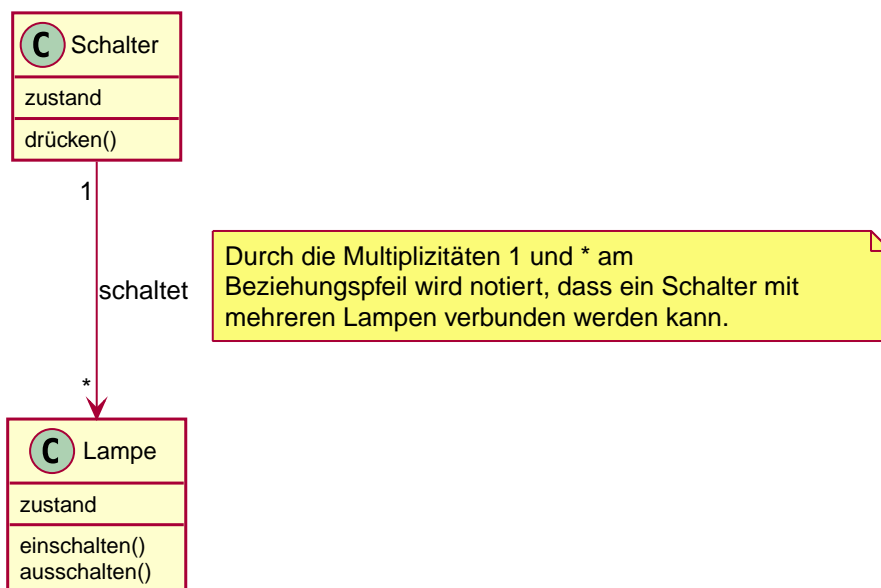 C Schalter
zustand
drücken()
1
schaltet
*
Durch die Multiplizitäten 1 und * am
Beziehungspfeil wird notiert, dass ein Schalter mit
mehreren Lampen verbunden werden kann.
C Lampe
zustand
einschalten()
ausschalten()